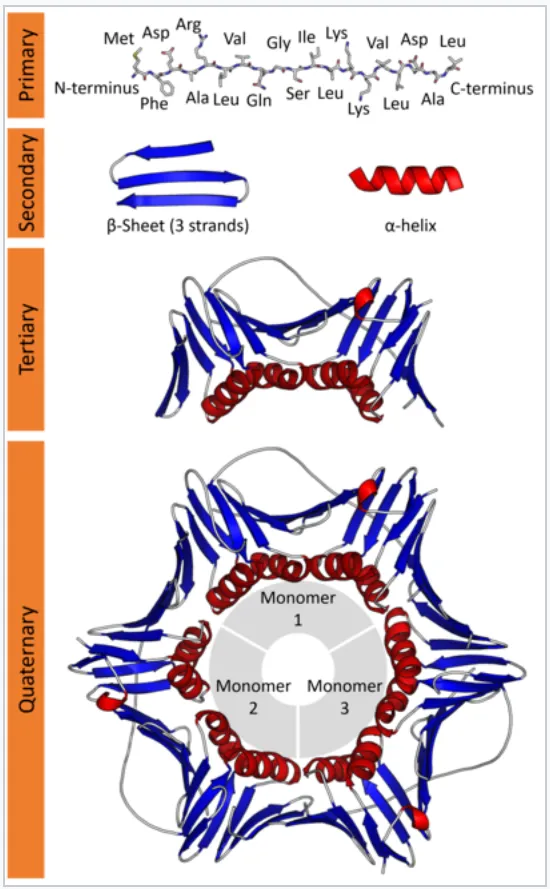 Primary
Met Asp Arg Val Gly Ile Lys Val Asp Leu
N-terminus C-terminus
Phe Ala Leu Gln Ser Leu Lys Leu Ala
Secondary
β-Sheet (3 strands)
α-helix
Tertiary
Quaternary
Monomer
1
Monomer
2
Monomer
3